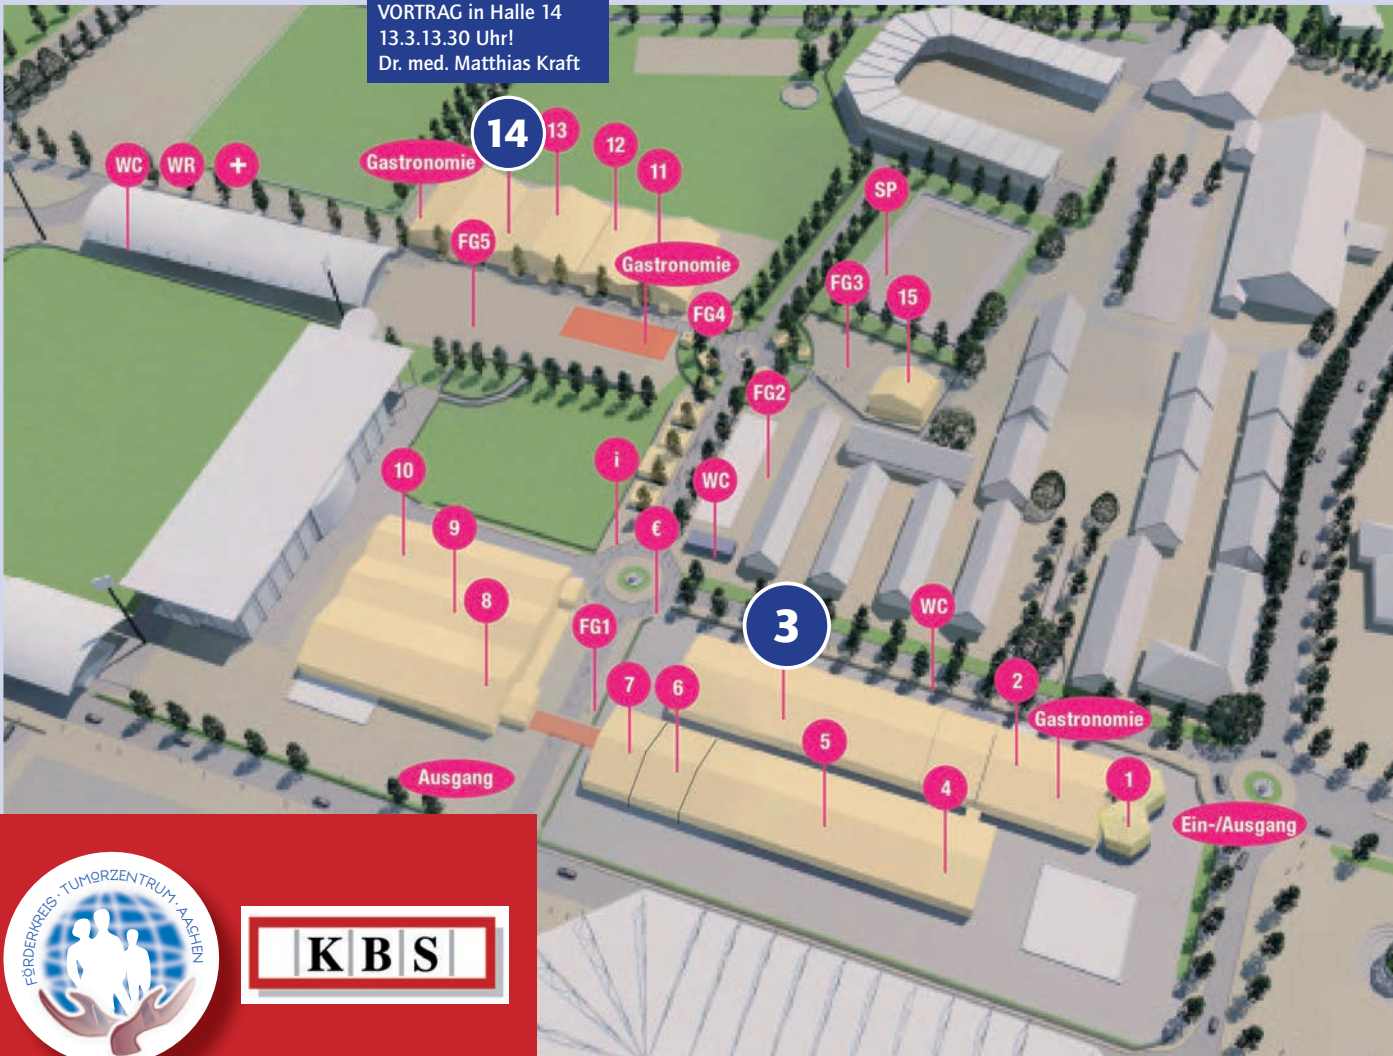 VORTRAG in Halle 14
13.3.13.30 Uhr!
Dr. med. Matthias Kraft
14
13
12
11
Gastronomie
WC
WR
+
FG5
Gastronomie
SP
FG3
15
FG4
FG2
10
i
WC
9
€
8
FG1
3
WC
7
6
2
Gastronomie
5
4
1
Ausgang
Ein-/Ausgang
FÖRDERKREIS · TUMORZENTRUM · AACHEN
KBS